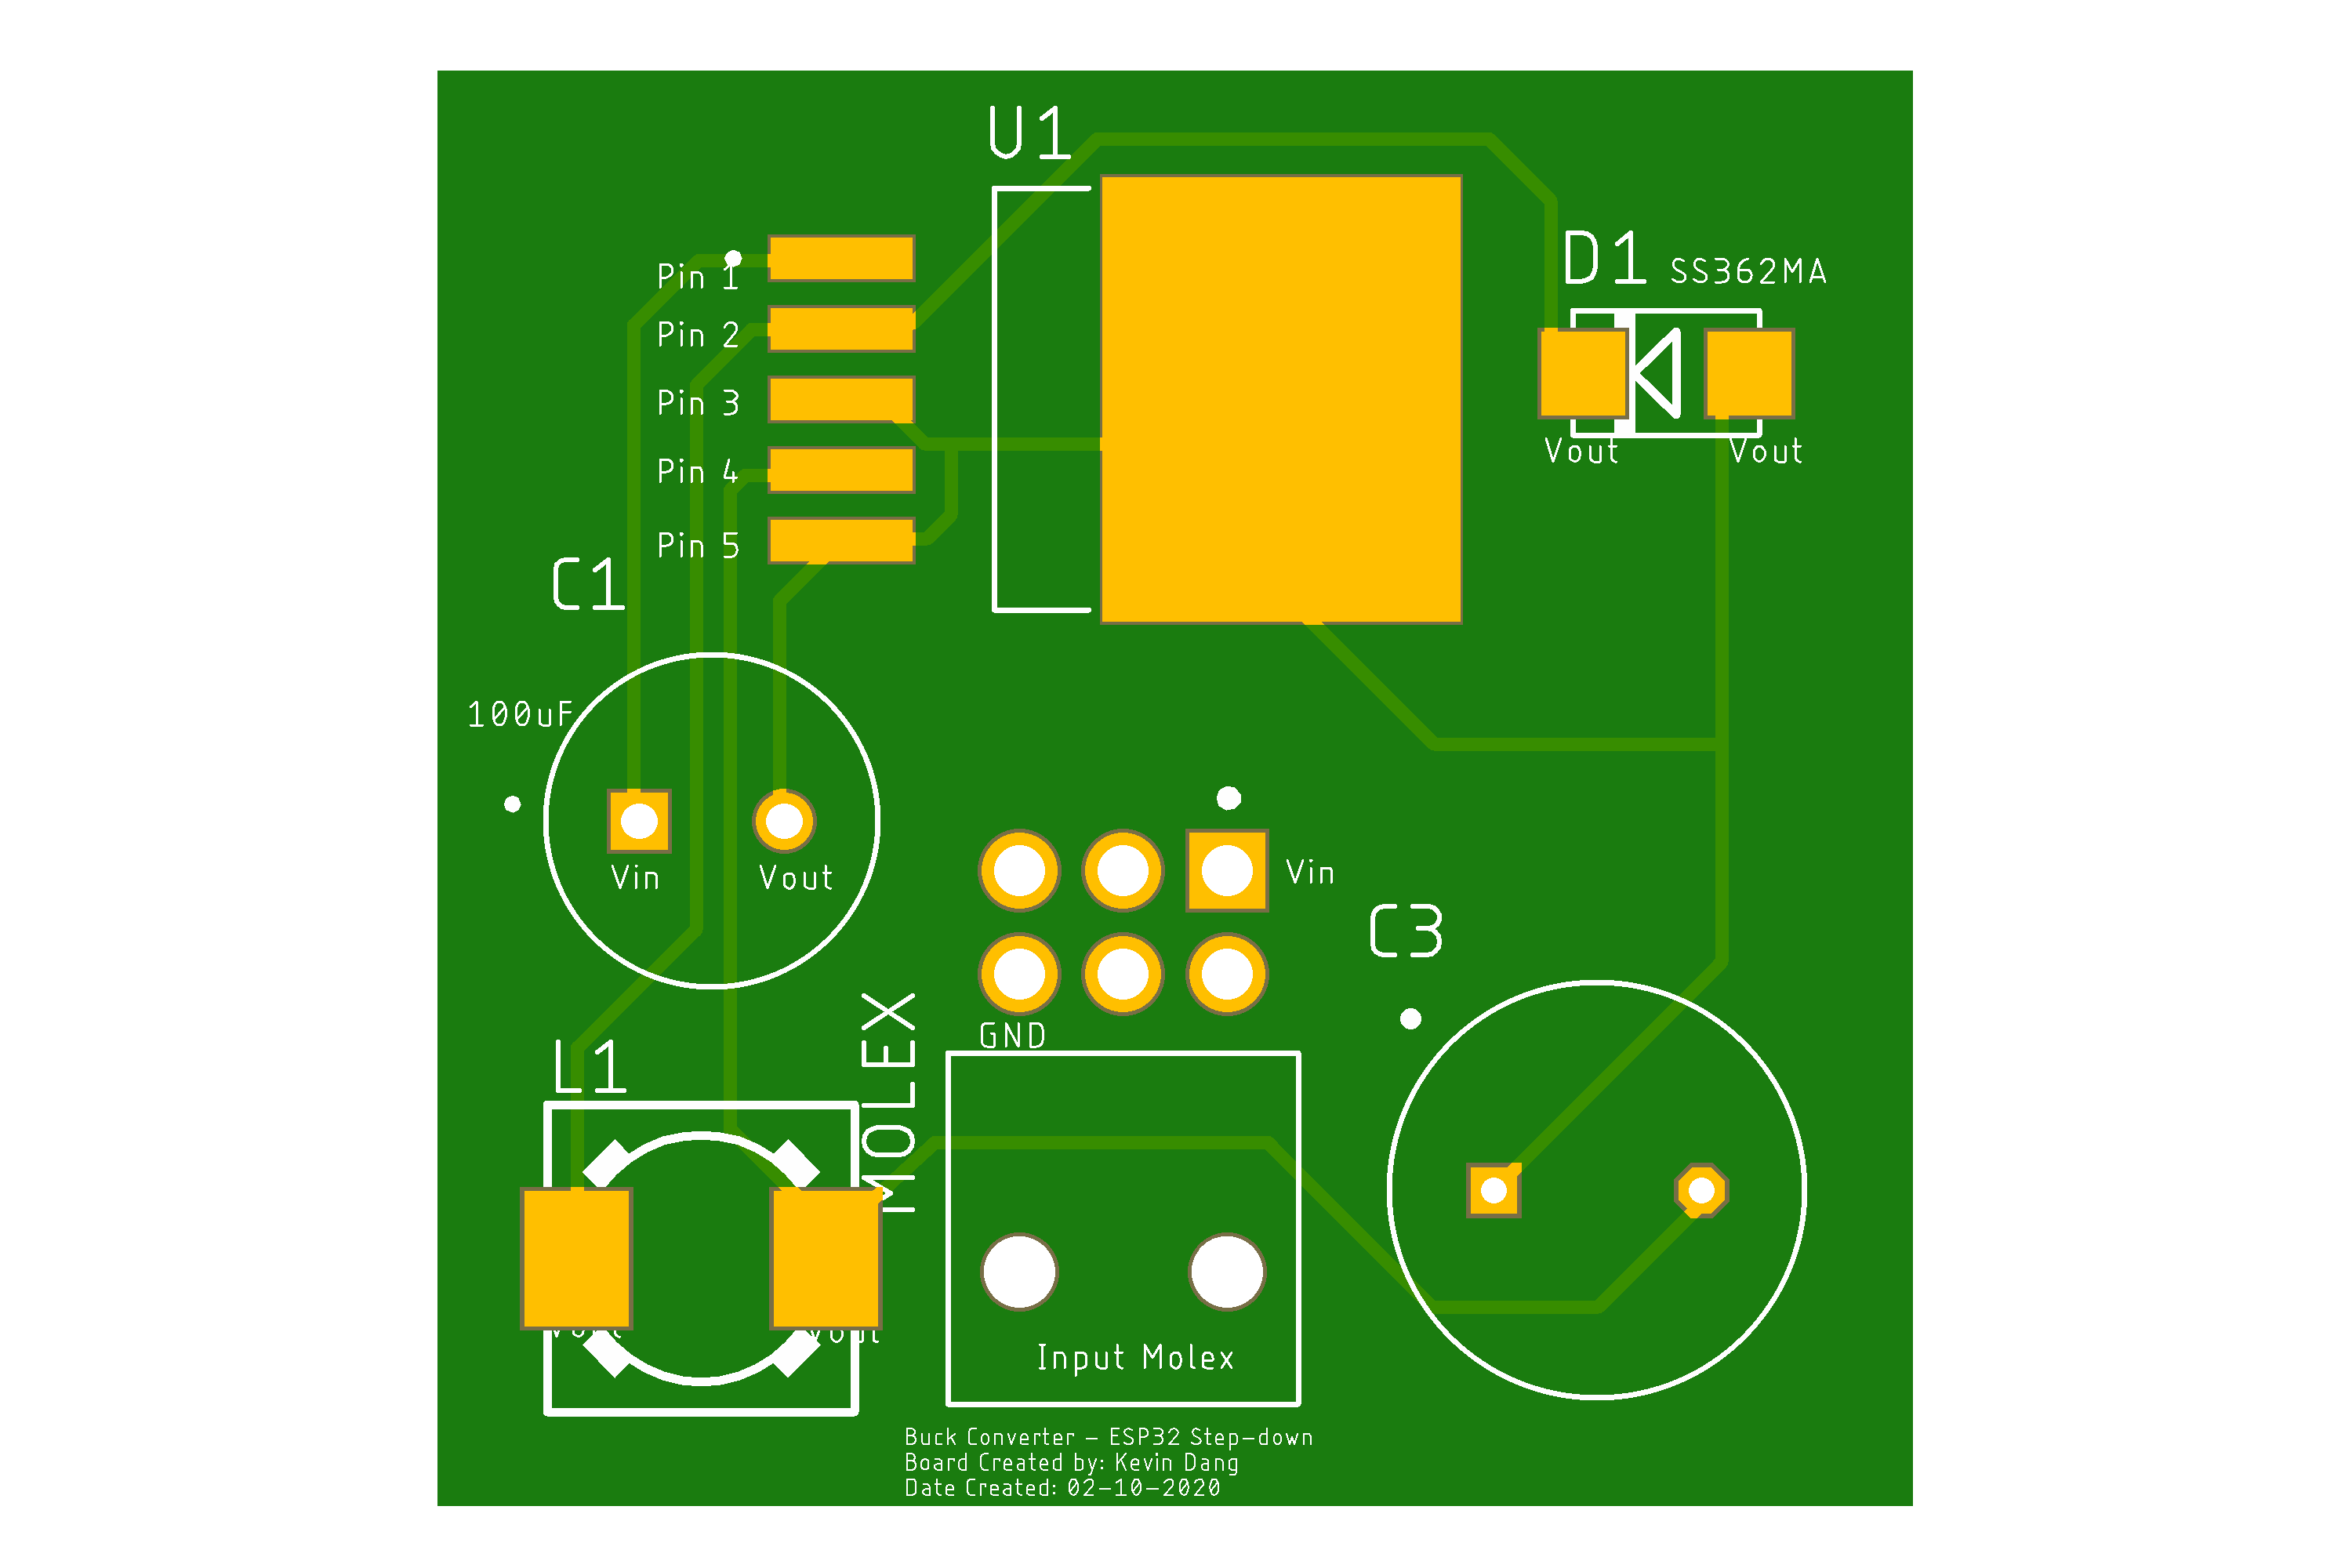 U1
D1 SS362MA
Pin 1
Pin 2
Pin 3
Pin 4
Pin 5
Vout Vout
C1
100uF
Vin Vout
Vin
C3
GND
MOLEX
L1
Vout
Input Molex
Buck Converter - ESP32 Step-down
Board Created by: Kevin Dang
Date Created: 02-10-2020